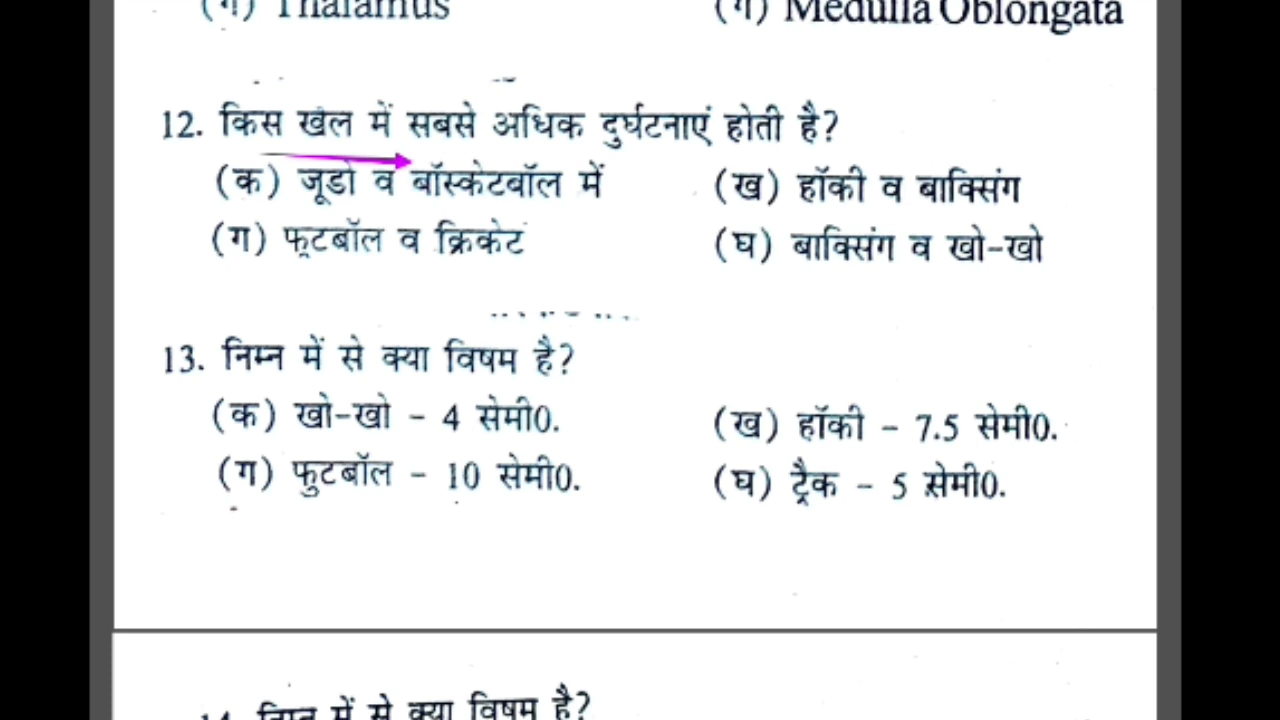 (ग) Thalamus (ग) Medulla Oblongata
12. किस खेल में सबसे अधिक दुर्घटनाएं होती है?
(क) जूडो व बॉस्केटबॉल में (ख) हॉकी व बाक्सिंग
(ग) फुटबॉल व क्रिकेट (घ) बाक्सिंग व खो-खो
13. निम्न में से क्या विषम है?
(क) खो-खो - 4 सेमी0. (ख) हॉकी - 7.5 सेमी0.
(ग) फुटबॉल - 10 सेमी0. (घ) ट्रैक - 5 सेमी0.
14. निम्न में से क्या विषम है?